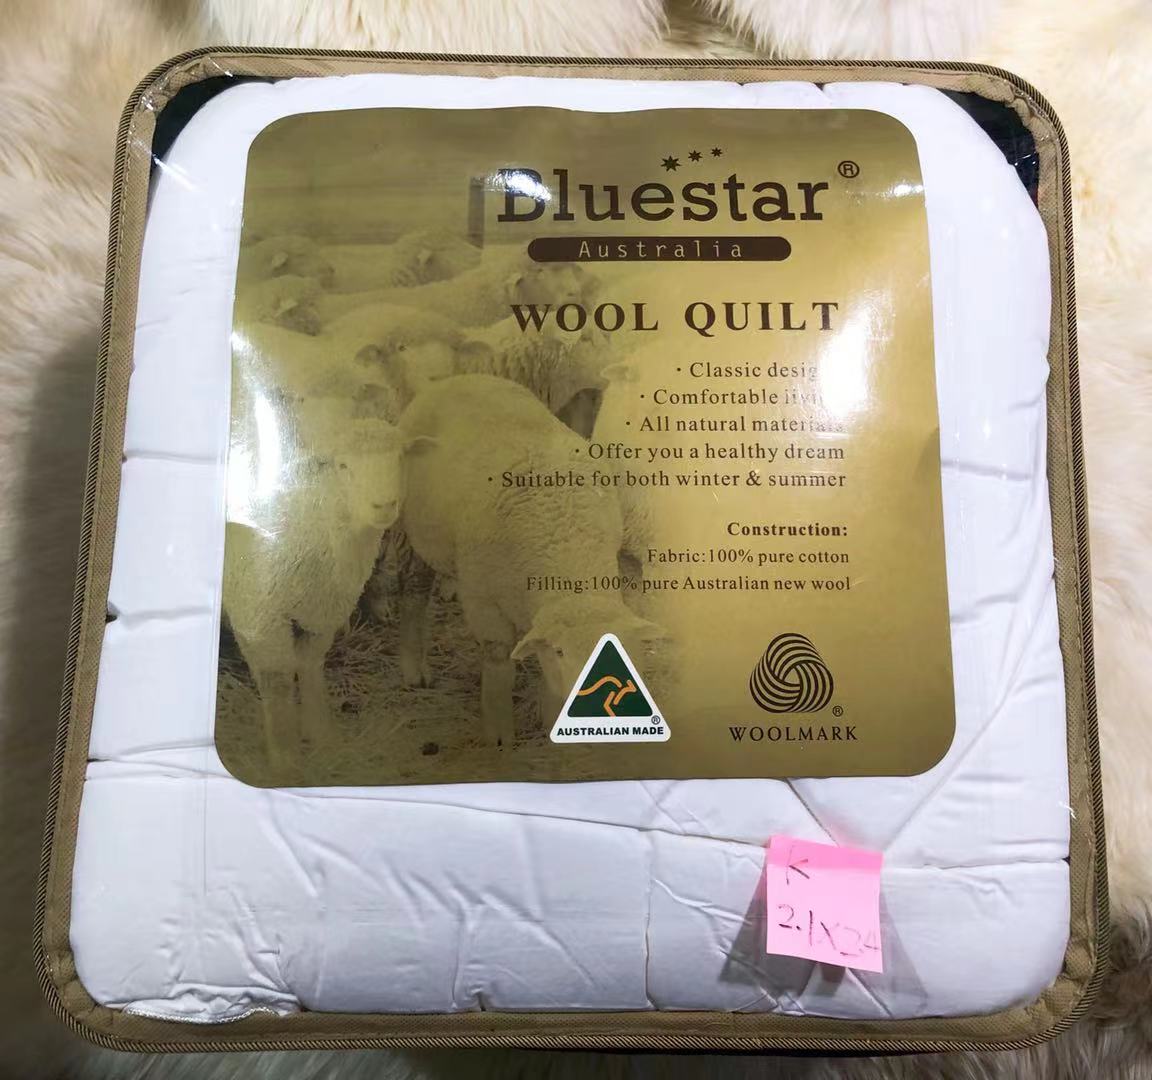 Bluestar®
Australia
WOOL QUILT
· Classic desig
· Comfortable livi
· All natural materials
· Offer you a healthy dream
· Suitable for both winter & summer
Construction:
Fabric:100% pure cotton
Filling:100% pure Australian new wool
AUSTRALIAN MADE ®
® WOOLMARK
K
2.1X2.4